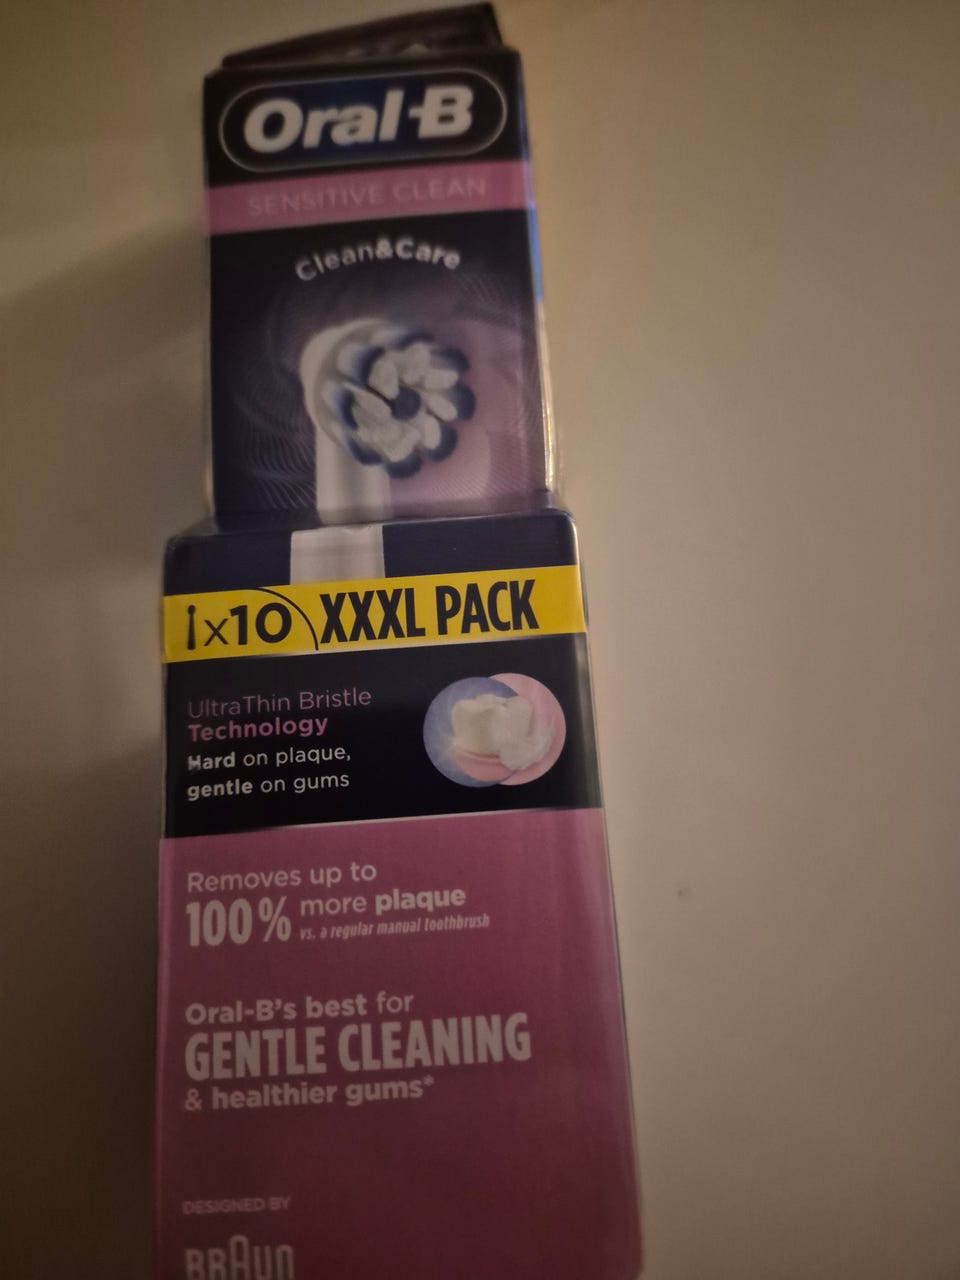 Oral-B
SENSITIVE CLEAN
Clean&Care
x10 XXXL PACK
UltraThin Bristle
Technology
Hard on plaque,
gentle on gums
Removes up to
100% more plaque
vs. a regular manual toothbrush
Oral-B's best for
GENTLE CLEANING
& healthier gums*
DESIGNED BY
BRAUN